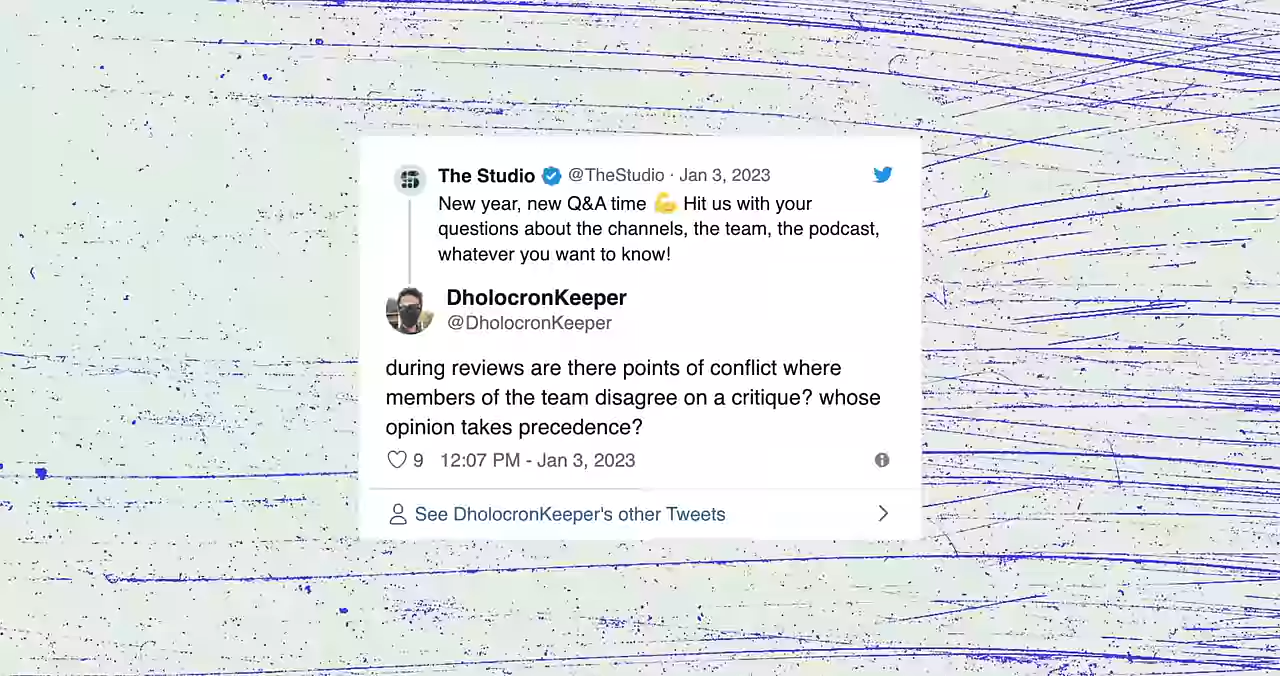 The Studio @TheStudio · Jan 3, 2023
New year, new Q&A time 💪 Hit us with your
questions about the channels, the team, the podcast,
whatever you want to know!
DholocronKeeper
@DholocronKeeper
during reviews are there points of conflict where
members of the team disagree on a critique? whose
opinion takes precedence?
9 12:07 PM - Jan 3, 2023
See DholocronKeeper's other Tweets